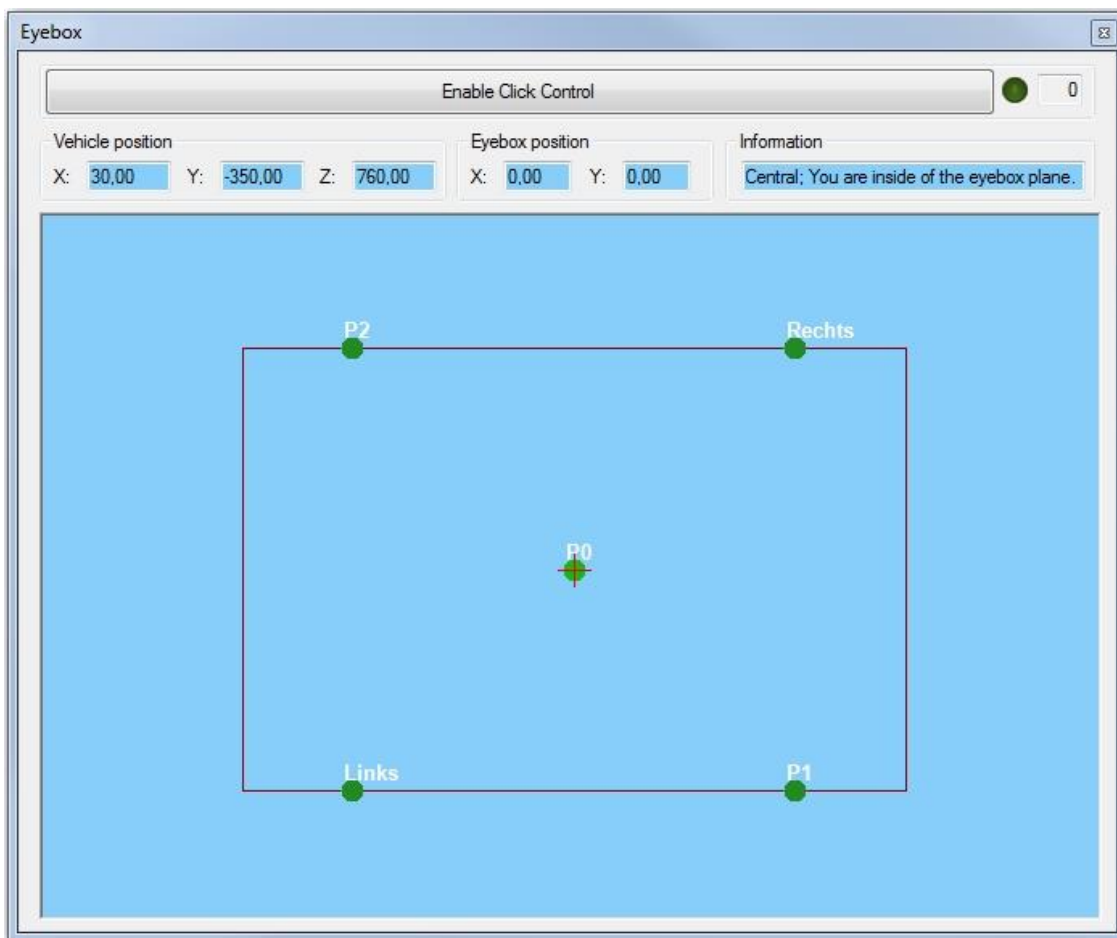 Eyebox
Enable Click Control
0
Vehicle position
Eyebox position
Information
X: 30,00 Y: -350,00 Z: 760,00
X: 0,00 Y: 0,00
Central; You are inside of the eyebox plane.
P2
Rechts
P0
Links
P1